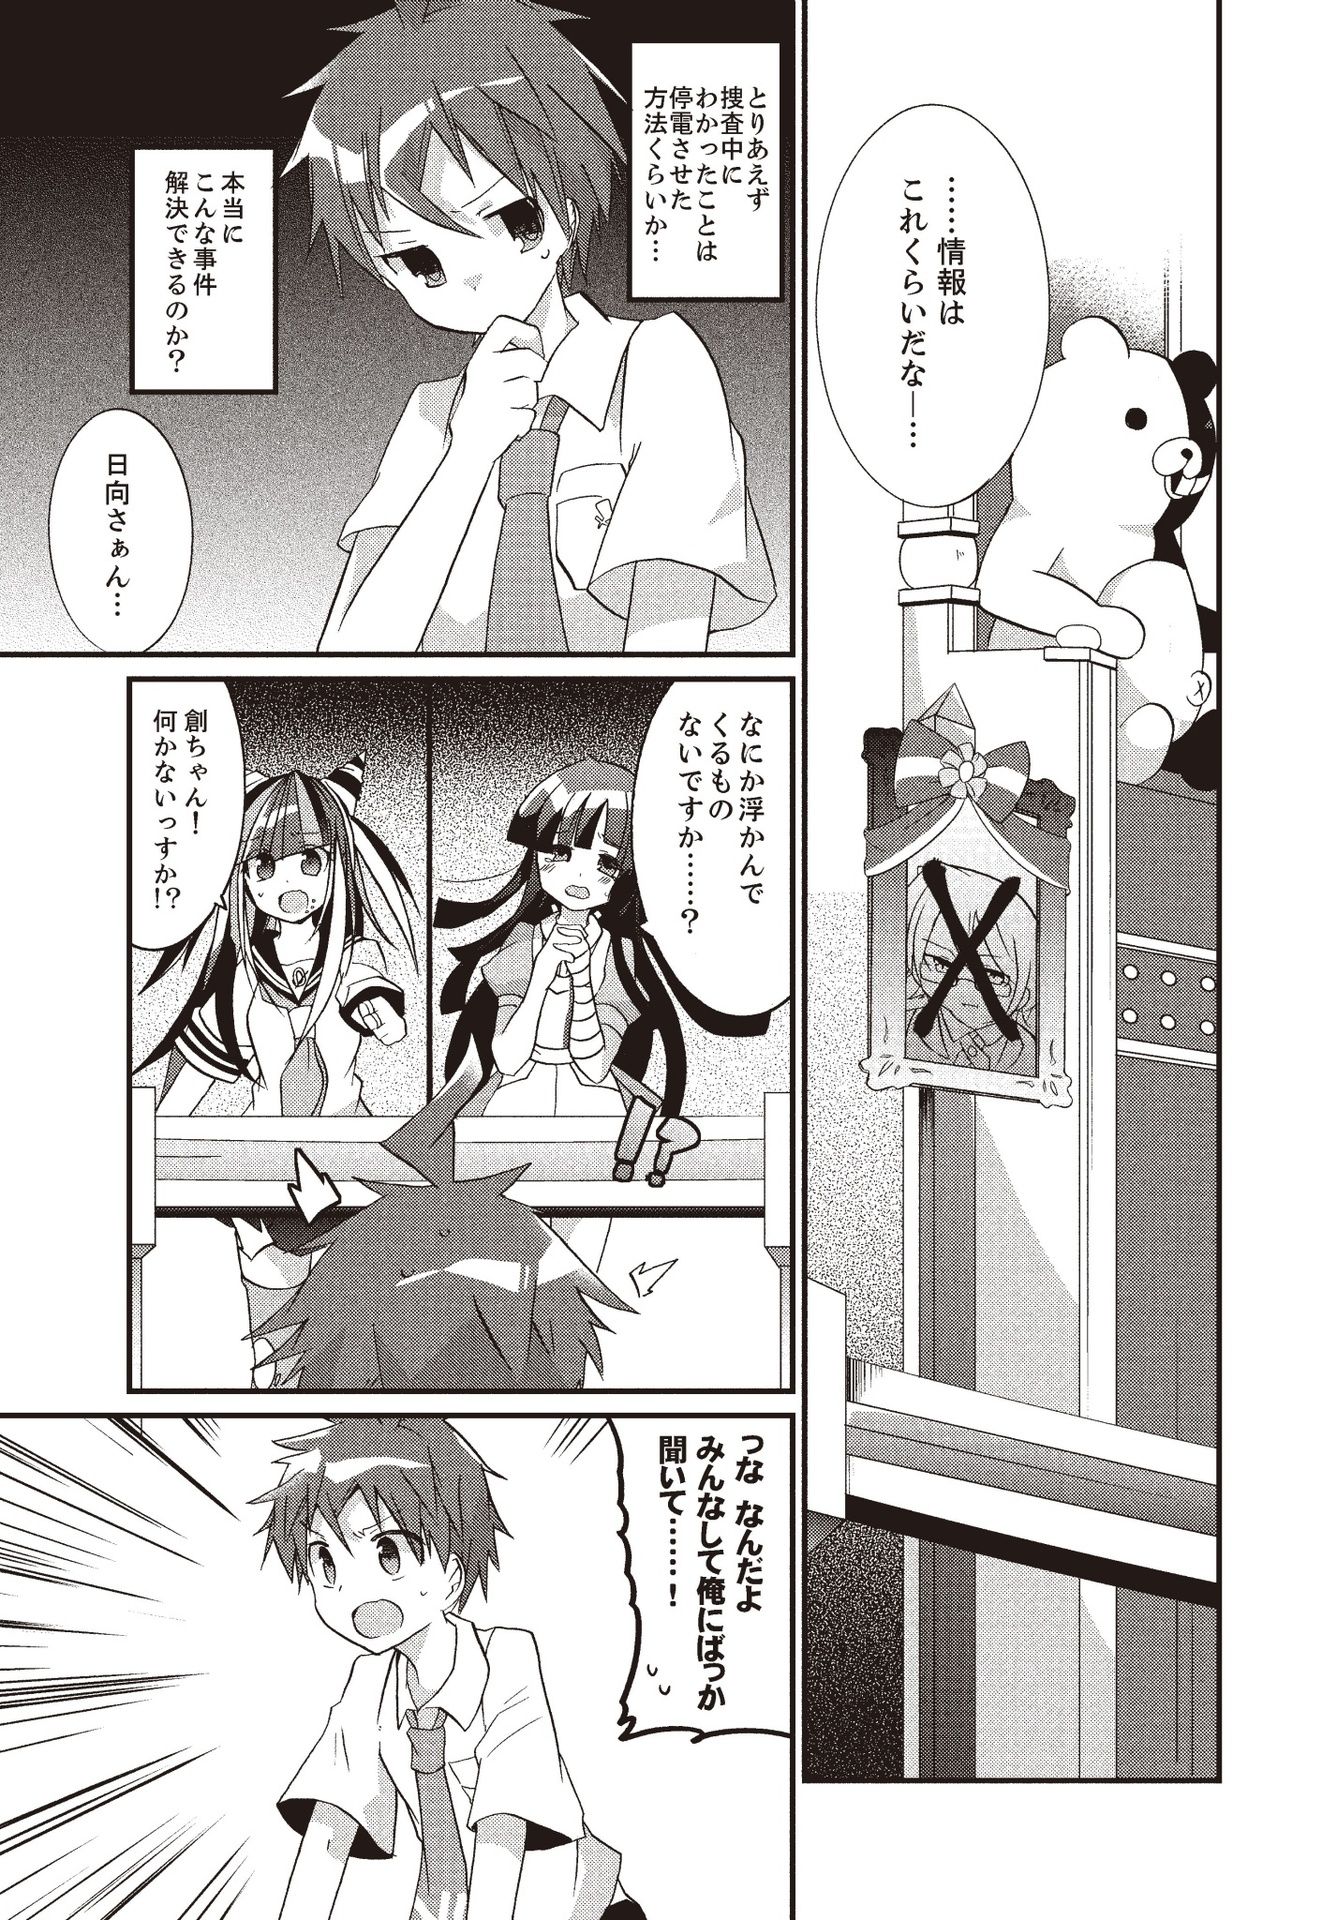 ……情報は
これくらいだな―…
とりあえず
捜査中に
わかったことは
停電させた
方法くらいか…
本当に
こんな事件
解決できるのか？
日向さぁん…
なにか浮かんで
くるもの
ないですか……？
創ちゃん！
何かないっすか!?
!?
つな なんだよ
みんなして俺にばっか
聞いて……！